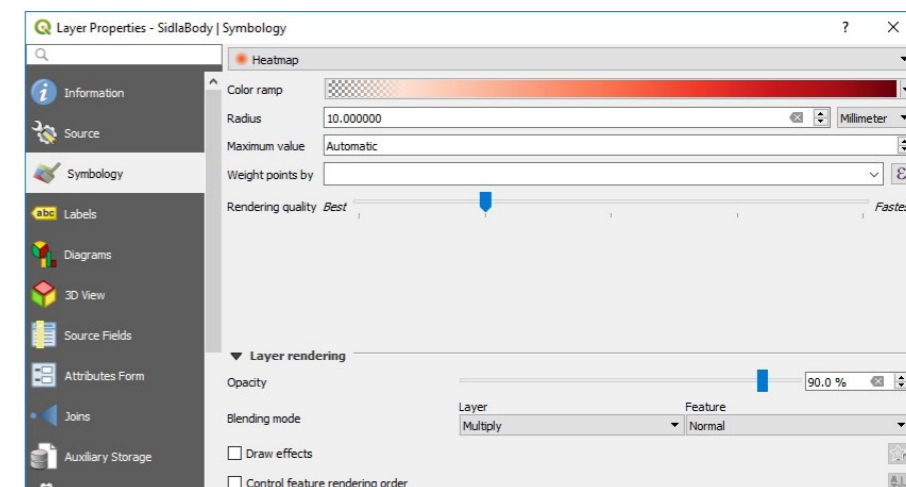 Layer Properties - SidlaBody | Symbology ? ×
Heatmap
Information
Source
Symbology
abc Labels
Diagrams
3D View
Source Fields
Attributes Form
Joins
Auxiliary Storage
Color ramp
Radius 10.000000 Millimeter
Maximum value Automatic
Weight points by ε
Rendering quality Best Fastes
Layer rendering
Opacity 90.0 %
Layer Feature
Blending mode Multiply Normal
Draw effects
Control feature rendering order